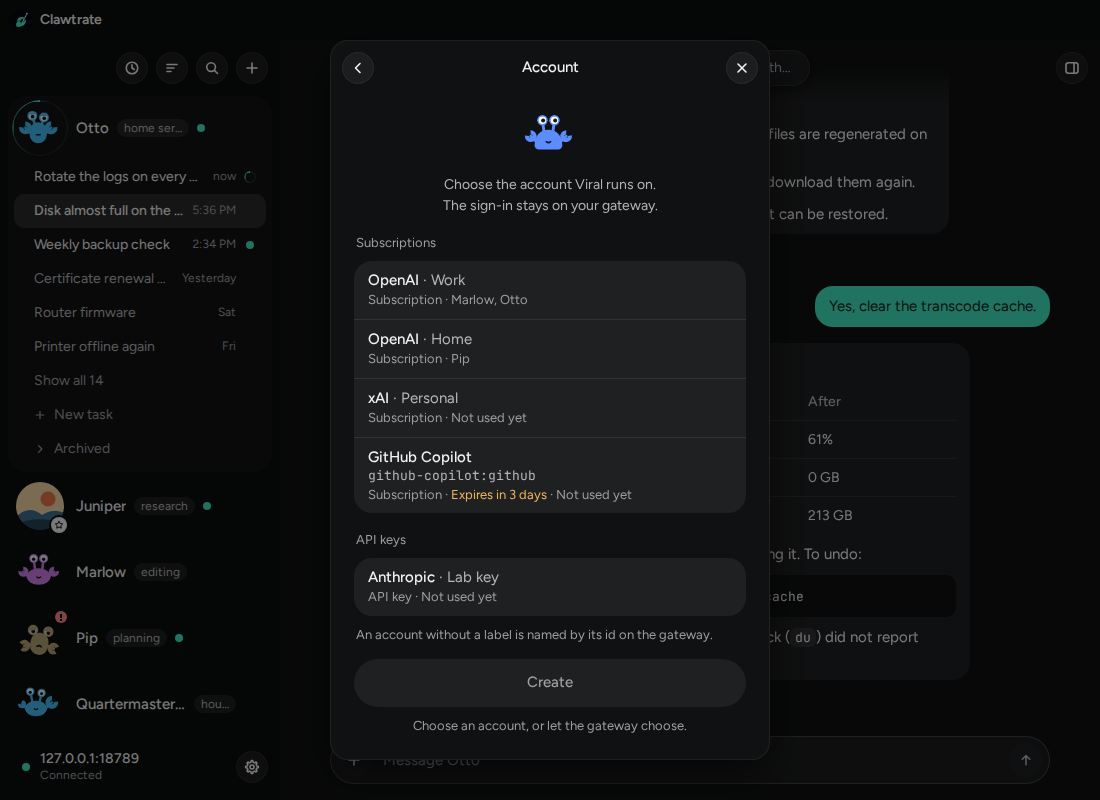 Clawtrate
Otto
home ser...
Rotate the logs on every ...
now
Disk almost full on the ...
5:36 PM
Weekly backup check
2:34 PM
Certificate renewal ...
Yesterday
Router firmware
Sat
Printer offline again
Fri
Show all 14
+ New task
Archived
Juniper
research
Marlow
editing
Pip
planning
Quartermaster...
hou...
127.0.0.1:18789
Connected
Account
Choose the account Viral runs on.
The sign-in stays on your gateway.
Subscriptions
OpenAI · Work
Subscription · Marlow, Otto
OpenAI · Home
Subscription · Pip
xAI · Personal
Subscription · Not used yet
GitHub Copilot
github-copilot:github
Subscription · Expires in 3 days · Not used yet
API keys
Anthropic · Lab key
API key · Not used yet
An account without a label is named by its id on the gateway.
Create
Choose an account, or let the gateway choose.
th...
files are regenerated on
download them again.
t can be restored.
Yes, clear the transcode cache.
After
61%
0 GB
213 GB
ng it. To undo:
cache
ck ( du ) did not report
Message Otto